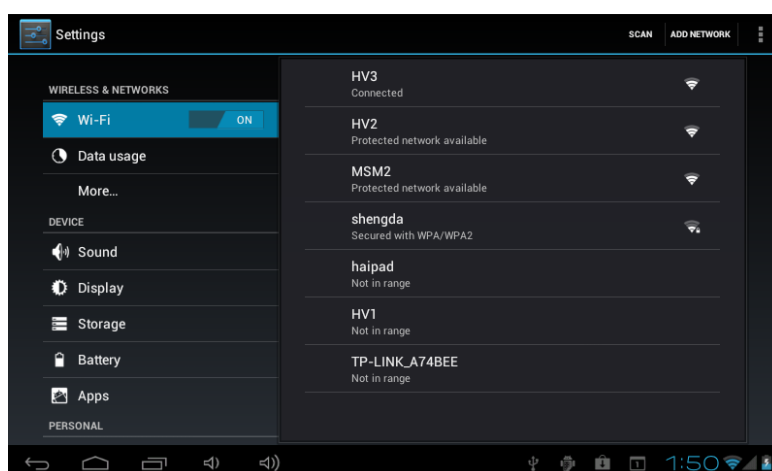 Settings
SCAN
ADD NETWORK
WIRELESS & NETWORKS
Wi-Fi
ON
Data usage
More...
DEVICE
Sound
Display
Storage
Battery
Apps
PERSONAL
HV3
Connected
HV2
Protected network available
MSM2
Protected network available
shengda
Secured with WPA/WPA2
haipad
Not in range
HV1
Not in range
TP-LINK_A74BEE
Not in range
1
1:50